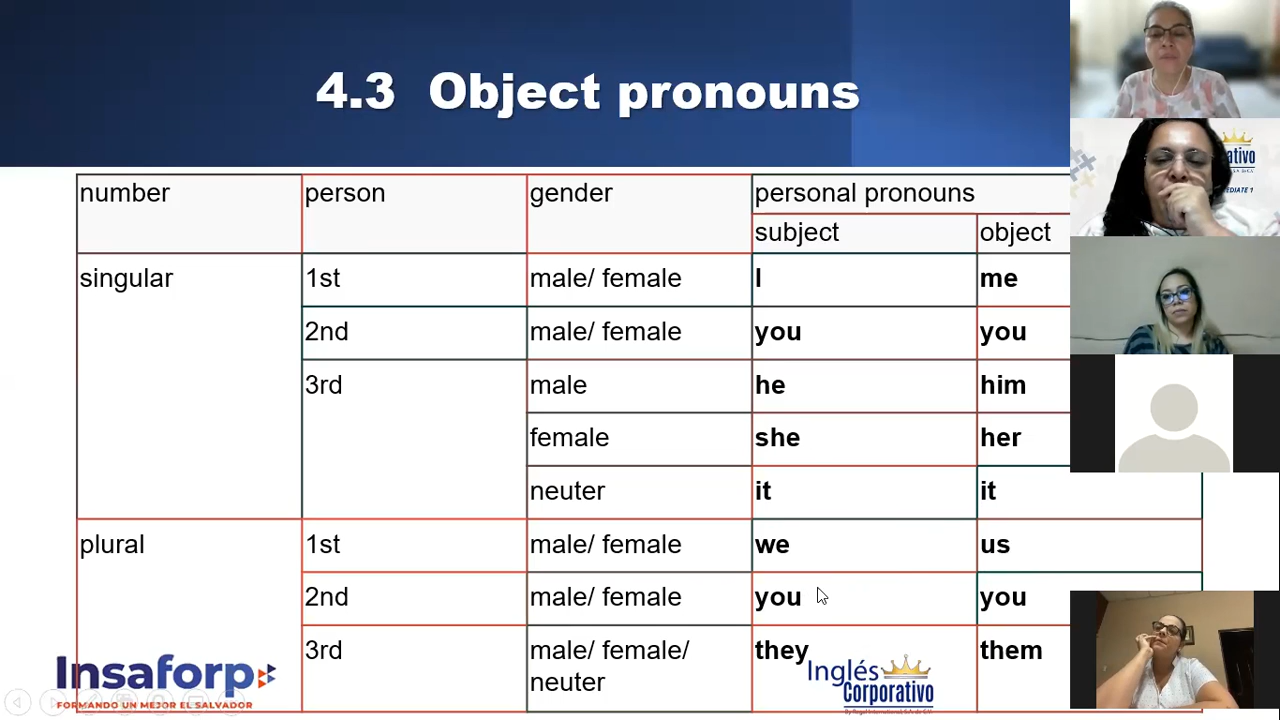 4.3 Object pronouns
number person gender personal pronouns
subject object
singular 1st male/ female I me
2nd male/ female you you
3rd male he him
female she her
neuter it it
plural 1st male/ female we us
2nd male/ female you you
3rd male/ female/ they them
neuter
Insaforp
FORMANDO UN MEJOR EL SALVADOR
Inglés
Corporativo
ativo